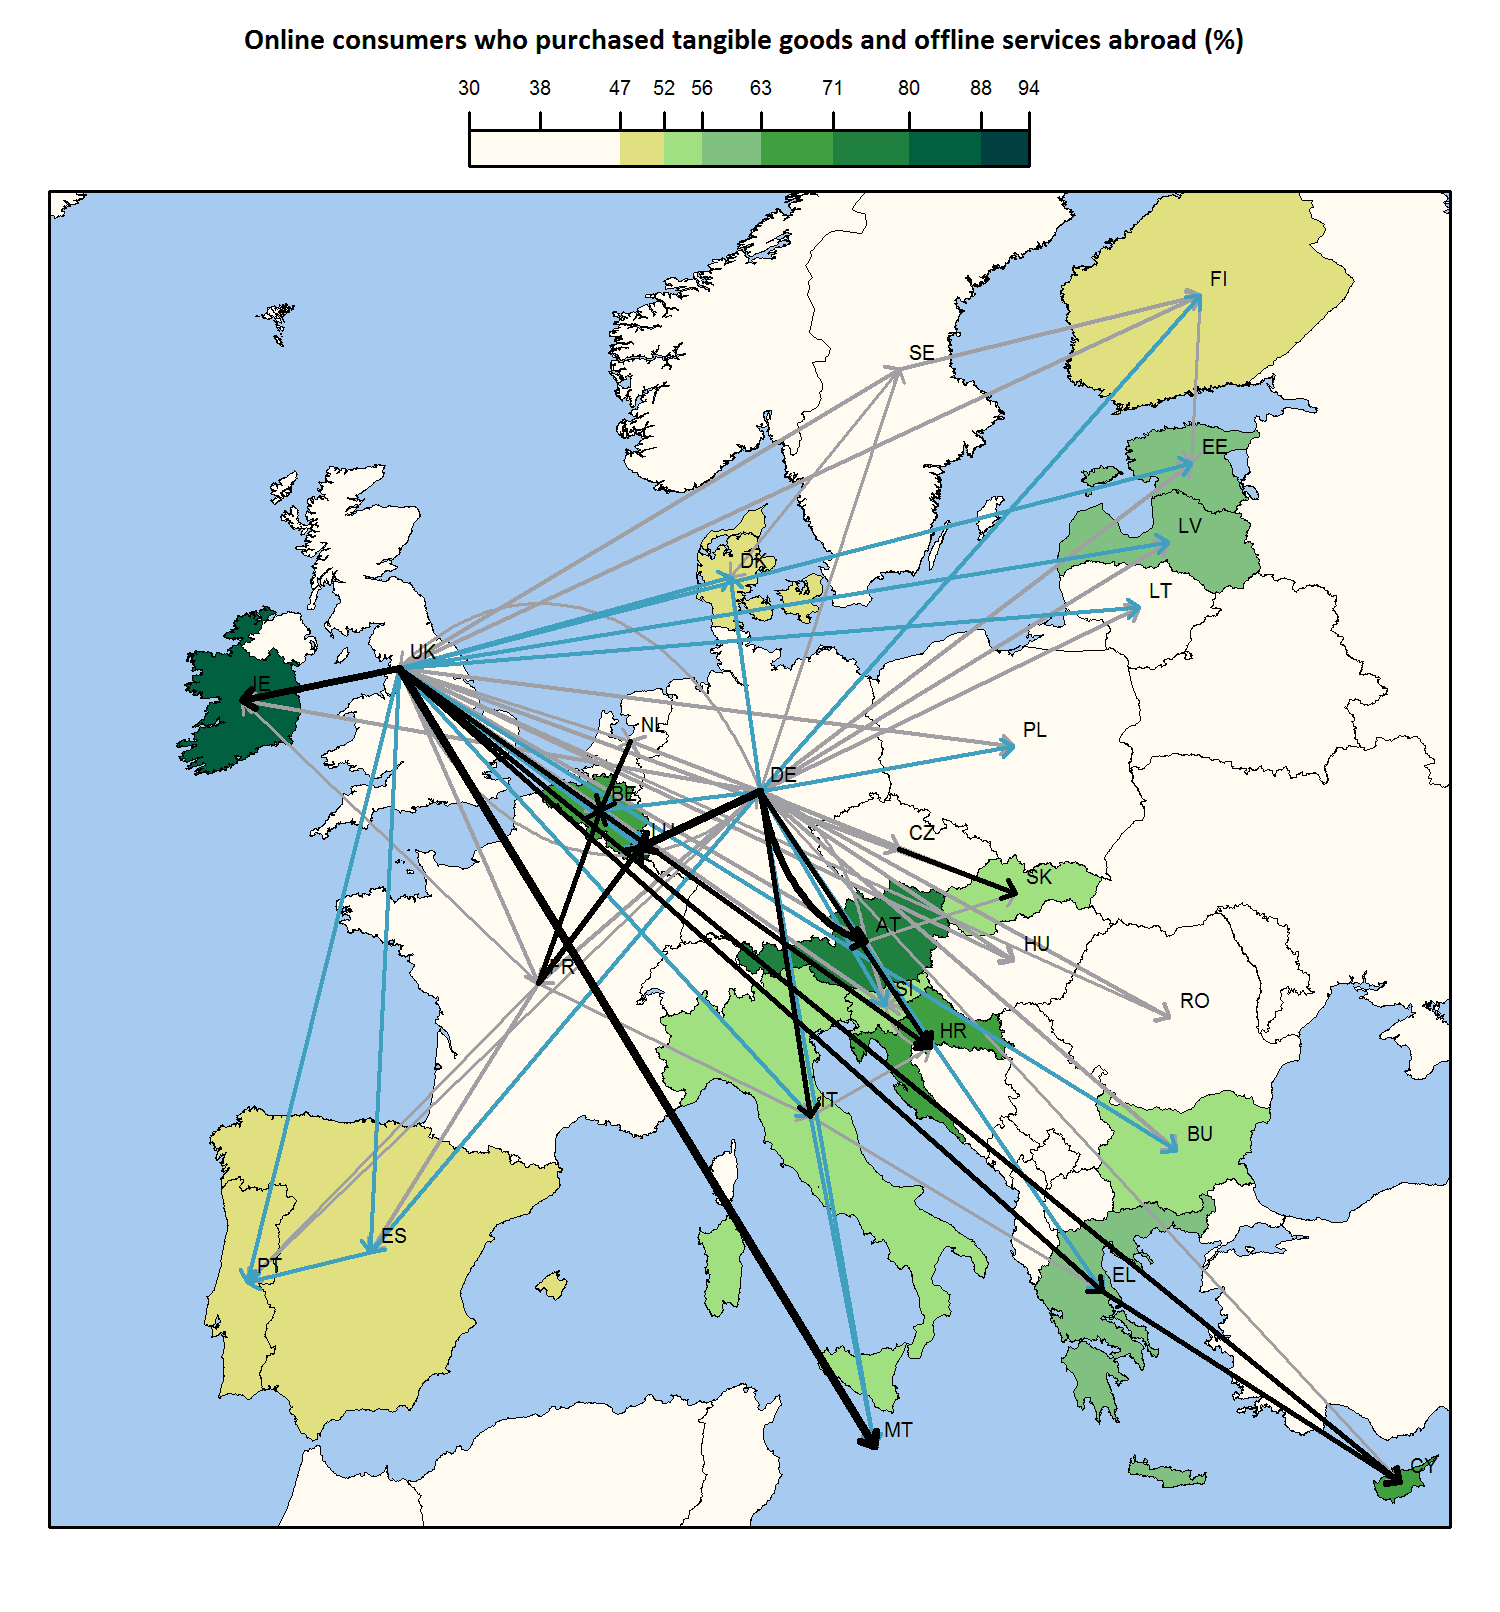 Online consumers who purchased tangible goods and offline services abroad (%)
30 38 47 52 56 63 71 80 88 94
FI
SE
EE
LV
DK
LT
UK
IE
NL
PL
DE
BE
LU
CZ
SK
AT
HU
FR
SI
RO
HR
IT
BU
ES
PT
EL
MT
CY